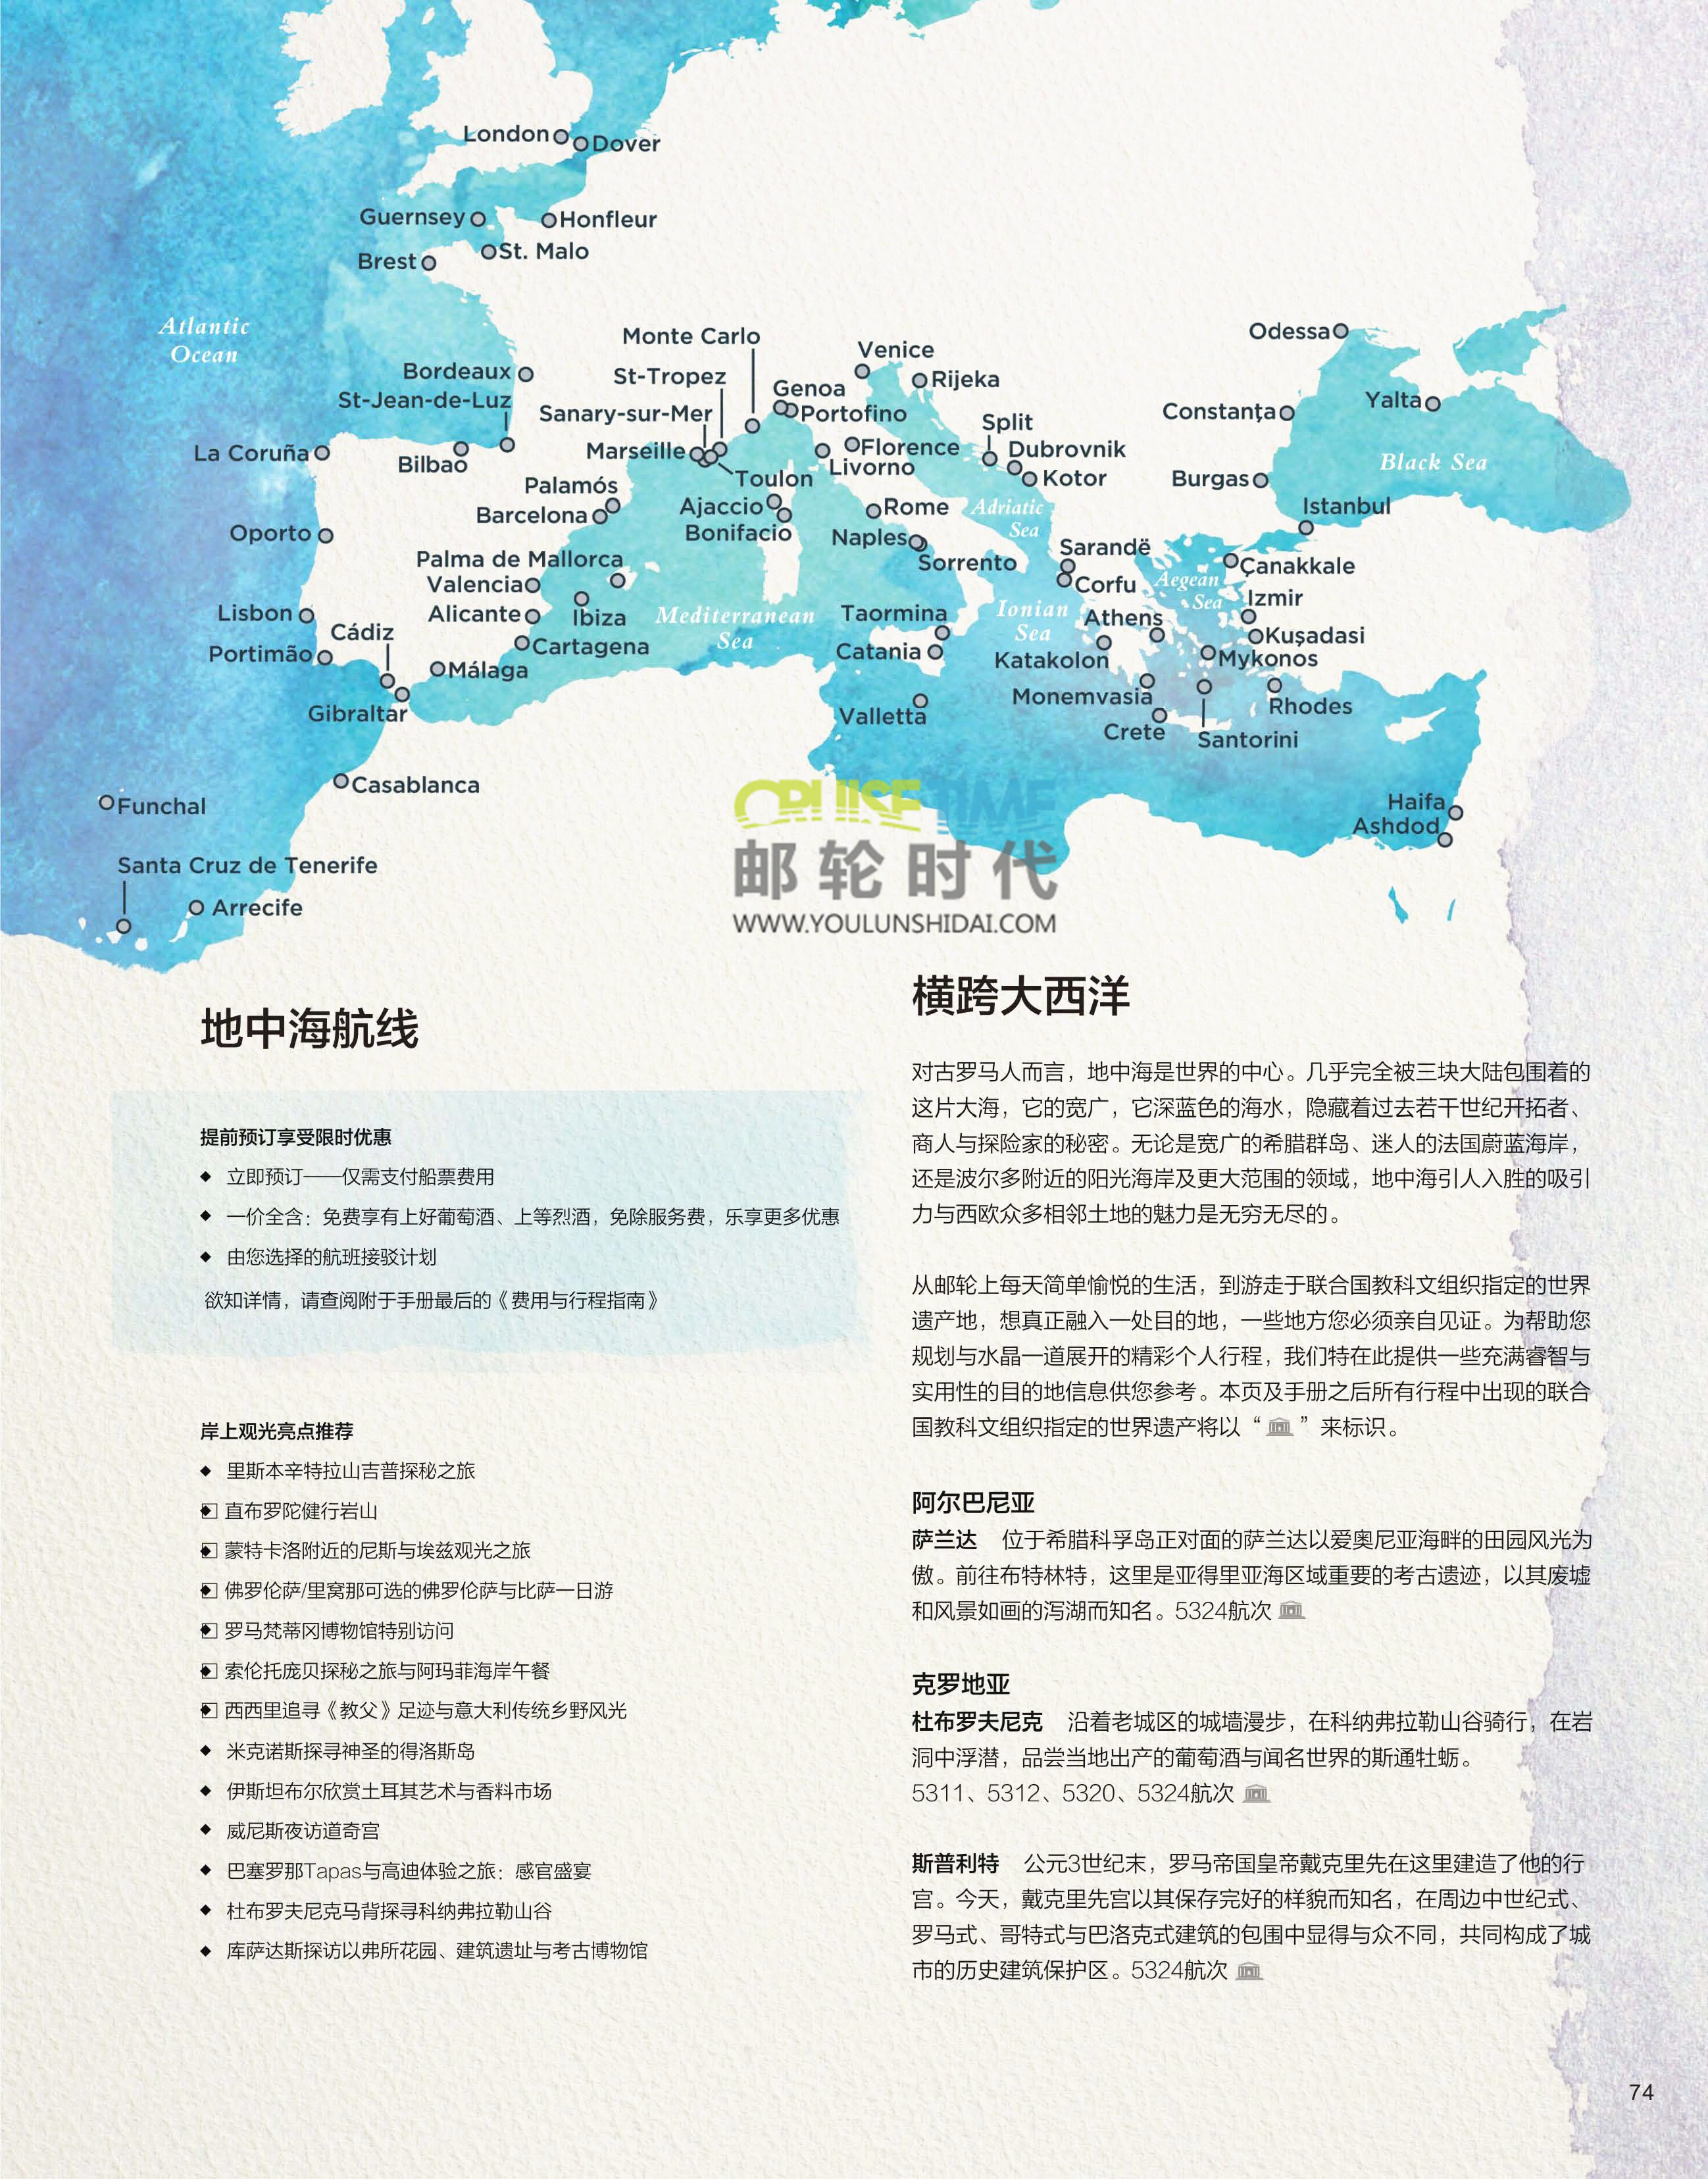 London
Dover
Guernsey
Honfleur
St. Malo
Brest
Atlantic
Ocean
Monte Carlo
Odessa
Venice
Bordeaux
St-Tropez
Rijeka
Genoa
St-Jean-de-Luz
Yalta
Sanary-sur-Mer
Portofino
Constanţa
Split
La Coruña
Marseille
Florence
Dubrovnik
Bilbao
Livorno
Black Sea
Toulon
Kotor
Burgas
Palamós
Ajaccio
Rome
Adriatic
Sea
Istanbul
Barcelona
Bonifacio
Oporto
Naples
Sarandë
Palma de Mallorca
Sorrento
Çanakkale
Valencia
Corfu
Aegean
Sea
Izmir
Lisbon
Alicante
Ibiza
Mediterranean
Sea
Taormina
Ionian
Sea
Athens
Cádiz
Kuşadasi
Cartagena
Portimão
Catania
Katakolon
Mykonos
Málaga
Monemvasia
Rhodes
Gibraltar
Valletta
Crete
Santorini
Casablanca
Funchal
Haifa
Ashdod
Santa Cruz de Tenerife
Arrecife
CRUISE TIME
邮轮时代
WWW.YOULUNSHIDAI.COM
地中海航线
提前预订享受限时优惠
◆ 立即预订——仅需支付船票费用
◆ 一价全含：免费享有上好葡萄酒、上等烈酒，免除服务费，乐享更多优惠
◆ 由您选择的航班接驳计划
欲知详情，请查阅附于手册最后的《费用与行程指南》
岸上观光亮点推荐
◆ 里斯本辛特拉山吉普探秘之旅
◆ 直布罗陀健行岩山
◆ 蒙特卡洛附近的尼斯与埃兹观光之旅
◆ 佛罗伦萨/里窝那可选的佛罗伦萨与比萨一日游
◆ 罗马梵蒂冈博物馆特别访问
◆ 索伦托庞贝探秘之旅与阿玛菲海岸午餐
◆ 西西里追寻《教父》足迹与意大利传统乡野风光
◆ 米克诺斯探寻神圣的得洛斯岛
◆ 伊斯坦布尔欣赏土耳其艺术与香料市场
◆ 威尼斯夜访道奇宫
◆ 巴塞罗那Tapas与高迪体验之旅：感官盛宴
◆ 杜布罗夫尼克马背探寻科纳弗拉勒山谷
◆ 库萨达斯探访以弗所花园、建筑遗址与考古博物馆
横跨大西洋
对古罗马人而言，地中海是世界的中心。几乎完全被三块大陆包围着的
这片大海，它的宽广，它深蓝色的海水，隐藏着过去若干世纪开拓者、
商人与探险家的秘密。无论是宽广的希腊群岛、迷人的法国蔚蓝海岸，
还是波尔多附近的阳光海岸及更大范围的领域，地中海引人入胜的吸引
力与西欧众多相邻土地的魅力是无穷无尽的。
从邮轮上每天简单愉悦的生活，到游走于联合国教科文组织指定的世界
遗产地，想真正融入一处目的地，一些地方您必须亲自见证。为帮助您
规划与水晶一道展开的精彩个人行程，我们特在此提供一些充满睿智与
实用性的目的地信息供您参考。本页及手册之后所有行程中出现的联合
国教科文组织指定的世界遗产将以“ ”来标识。
阿尔巴尼亚
萨兰达 位于希腊科孚岛正对面的萨兰达以爱奥尼亚海畔的田园风光为
傲。前往布特林特，这里是亚得里亚海区域重要的考古遗迹，以其废墟
和风景如画的泻湖而知名。5324航次
克罗地亚
杜布罗夫尼克 沿着老城区的城墙漫步，在科纳弗拉勒山谷骑行，在岩
洞中浮潜，品尝当地出产的葡萄酒与闻名世界的斯通牡蛎。
5311、5312、5320、5324航次
斯普利特 公元3世纪末，罗马帝国皇帝戴克里先在这里建造了他的行
宫。今天，戴克里先宫以其保存完好的样貌而知名，在周边中世纪式、
罗马式、哥特式与巴洛克式建筑的包围中显得与众不同，共同构成了城
市的历史建筑保护区。5324航次
74